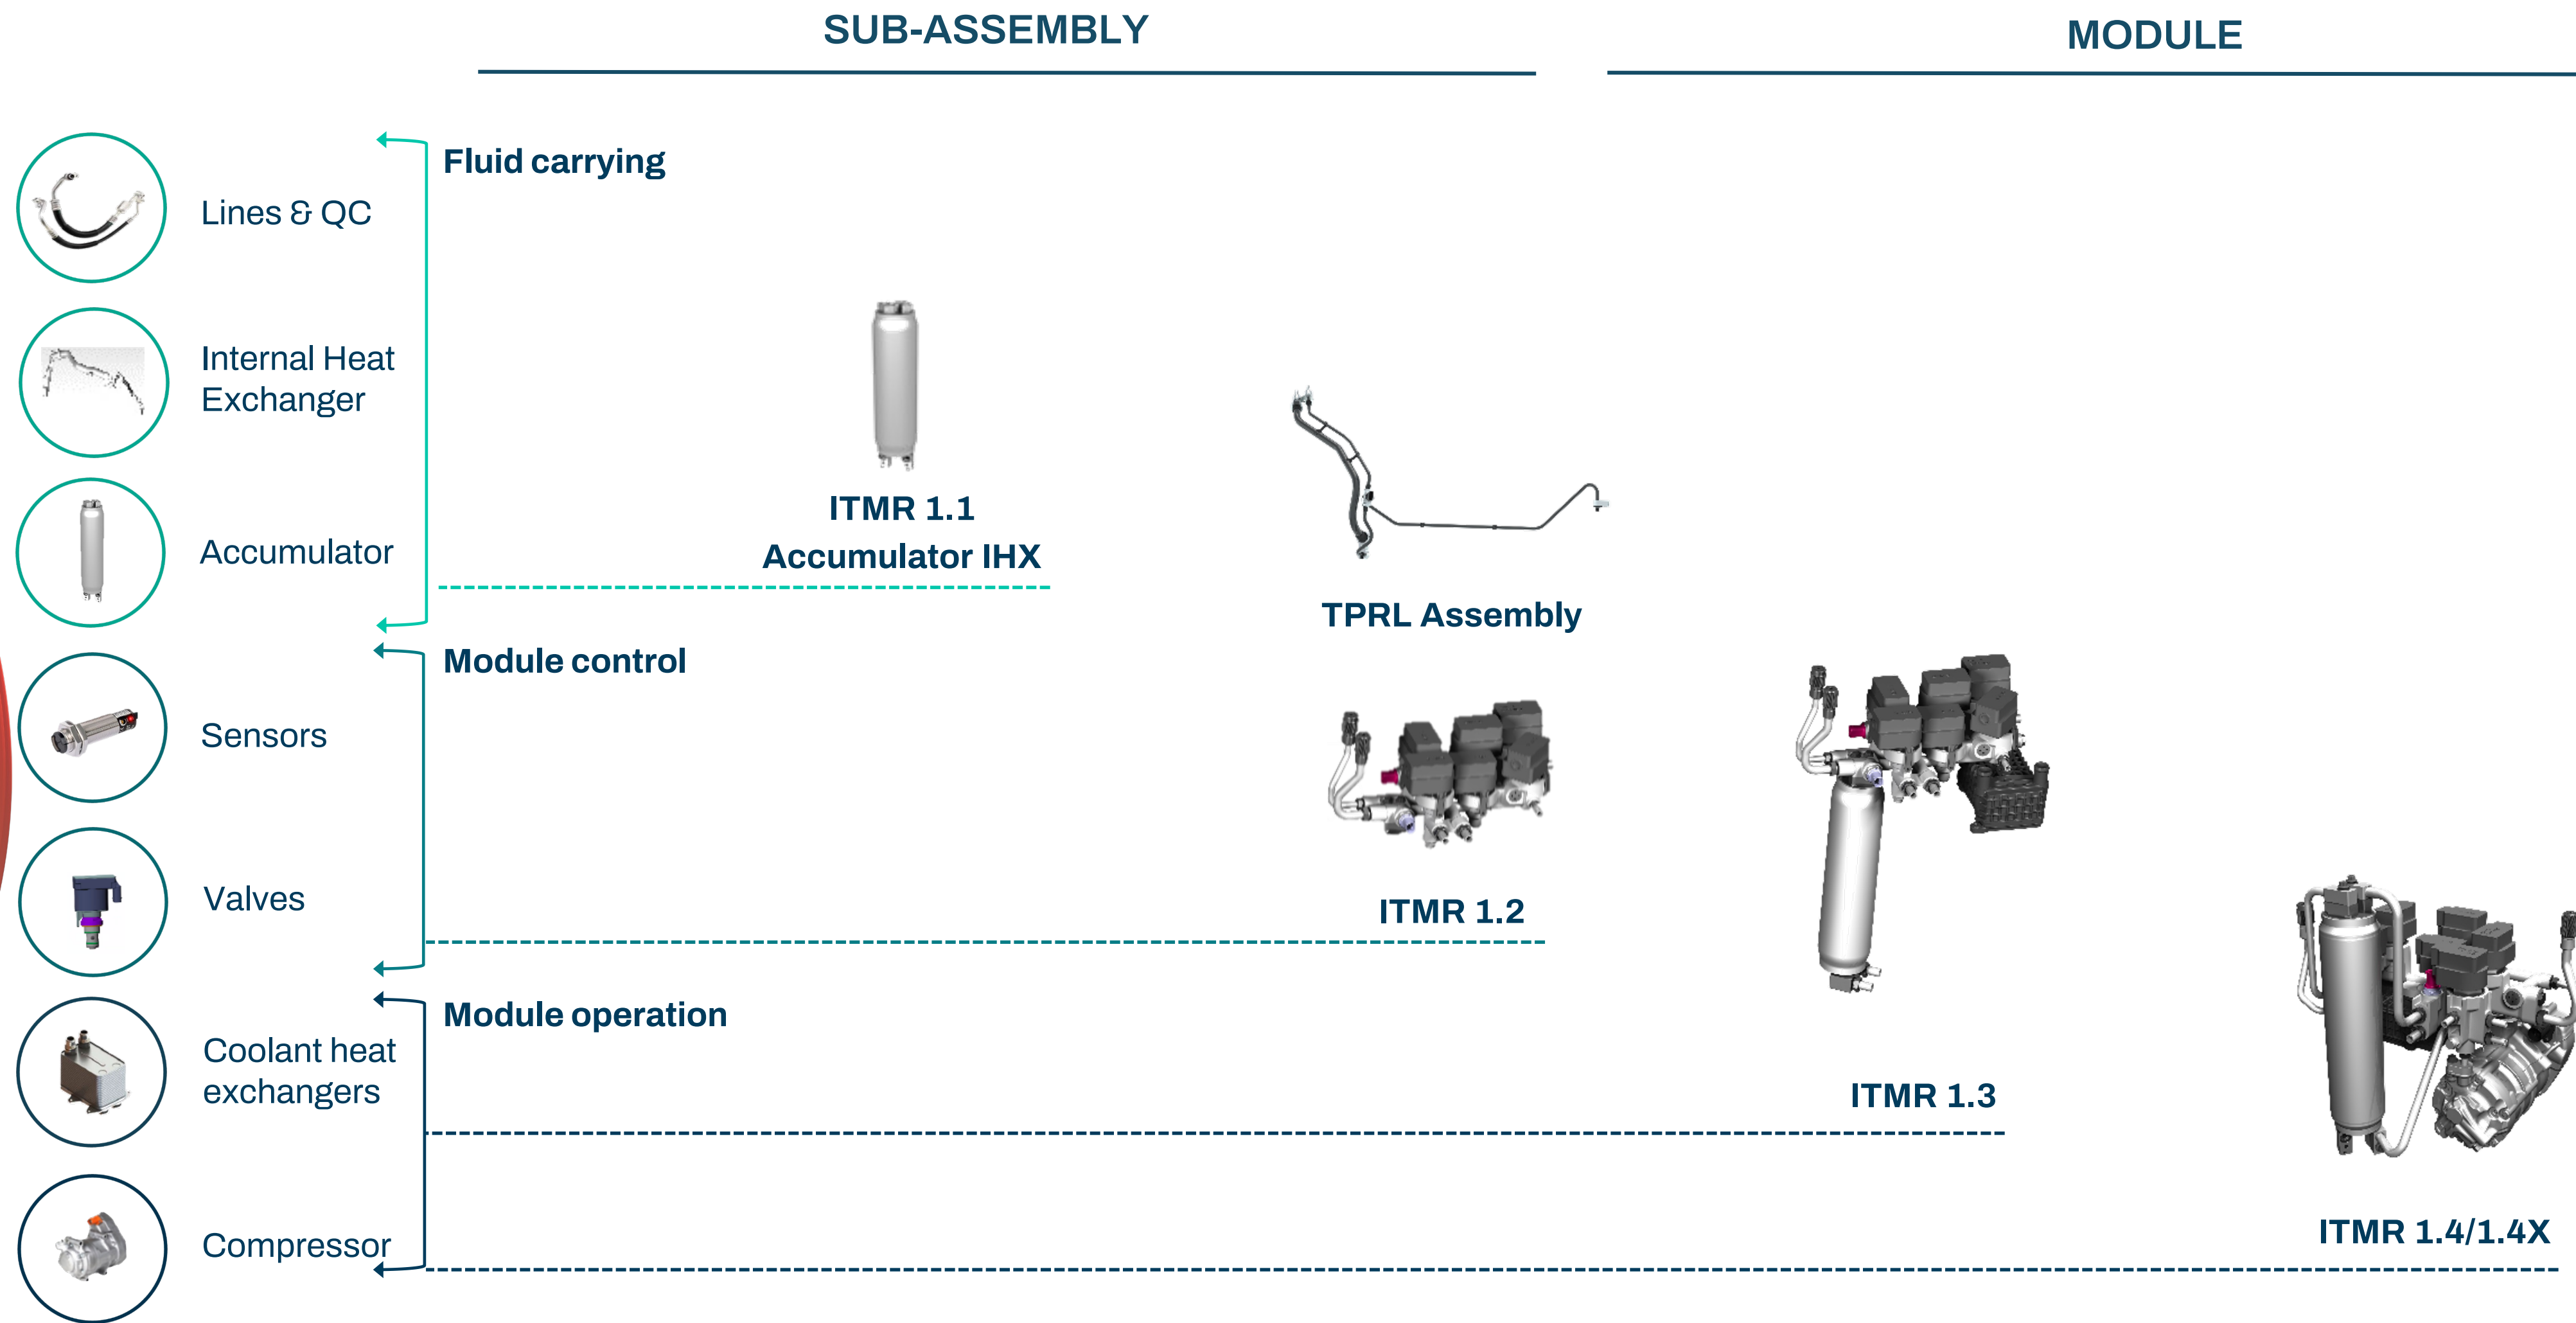 SUB-ASSEMBLY
MODULE
Fluid carrying
Lines & QC
Internal Heat
Exchanger
Accumulator
ITMR 1.1
Accumulator IHX
TPRL Assembly
Module control
Sensors
Valves
ITMR 1.2
Module operation
Coolant heat
exchangers
ITMR 1.3
Compressor
ITMR 1.4/1.4X